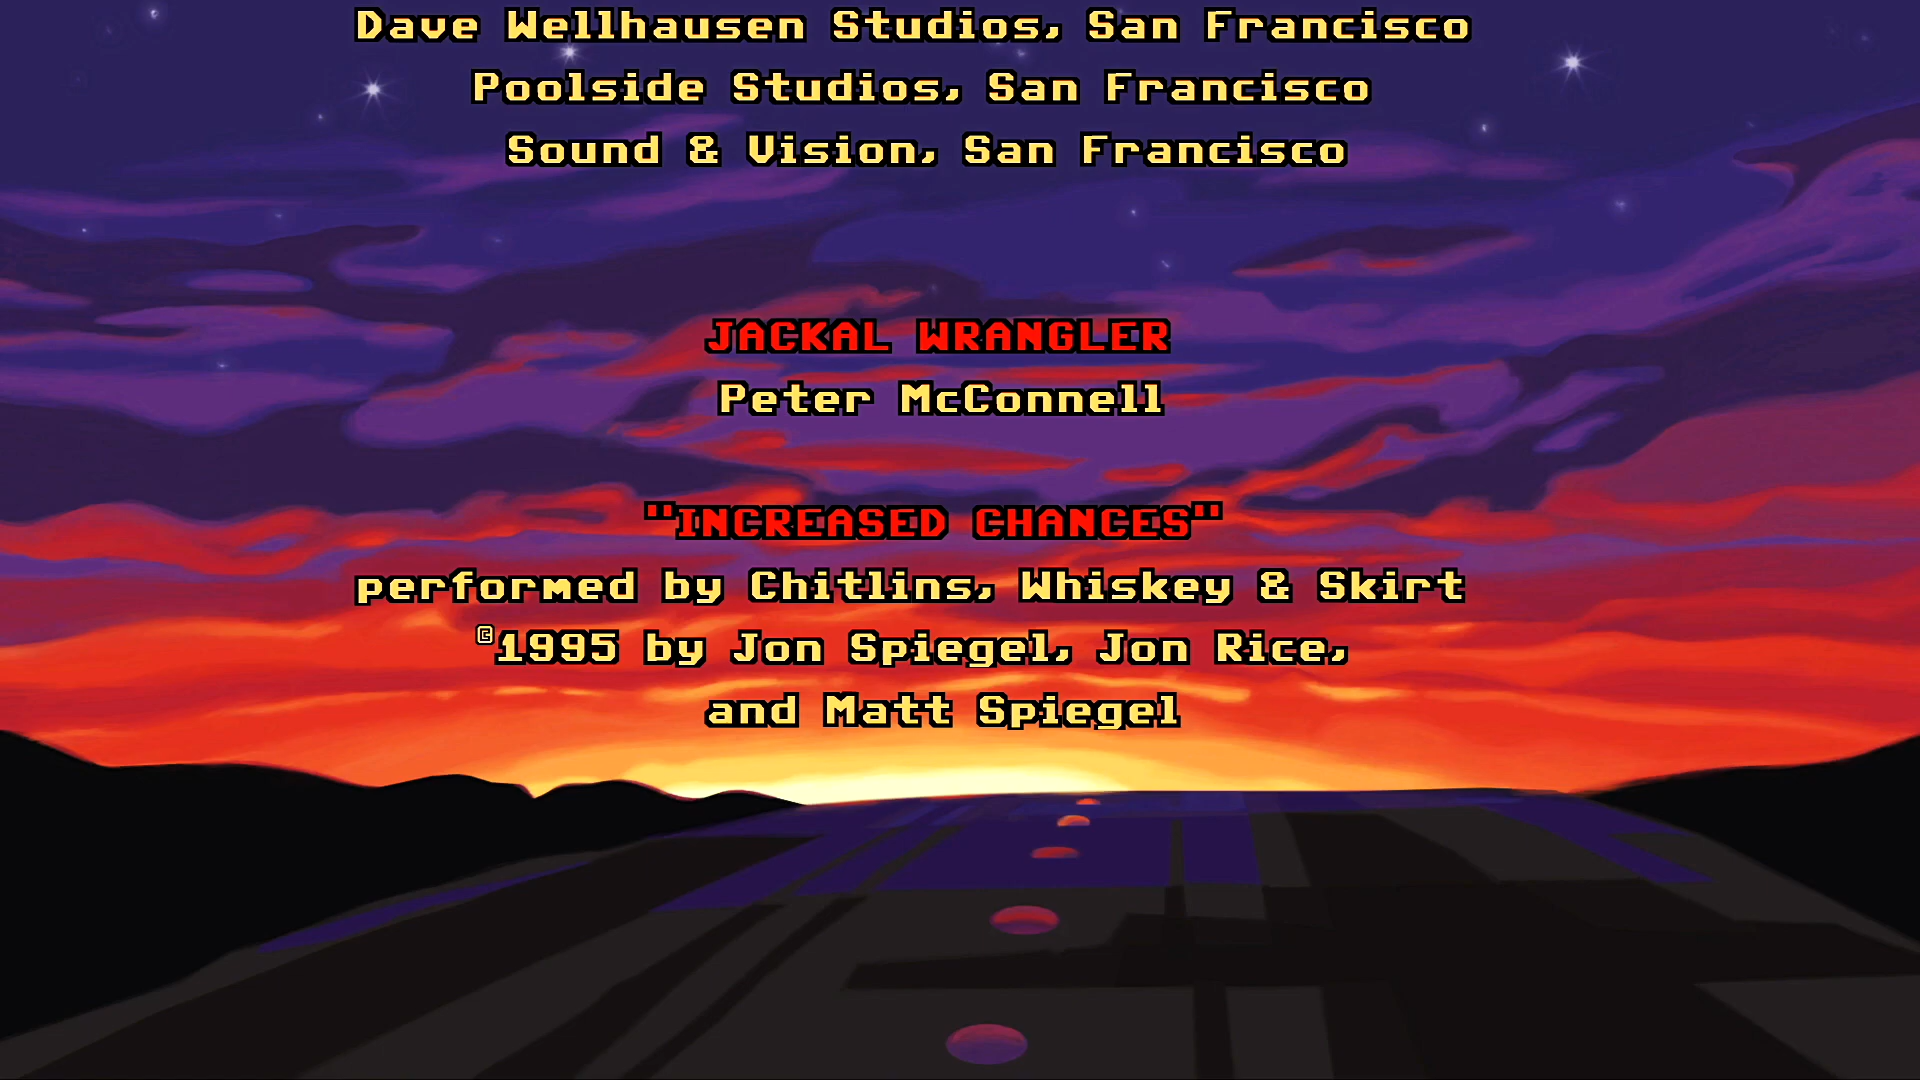 Dave Wellhausen Studios, San Francisco
Poolside Studios, San Francisco
Sound & Vision, San Francisco
JACKAL WRANGLER
Peter McConnell
"INCREASED CHANCES"
performed by Chitlins, Whiskey & Skirt
©1995 by Jon Spiegel, Jon Rice,
and Matt Spiegel